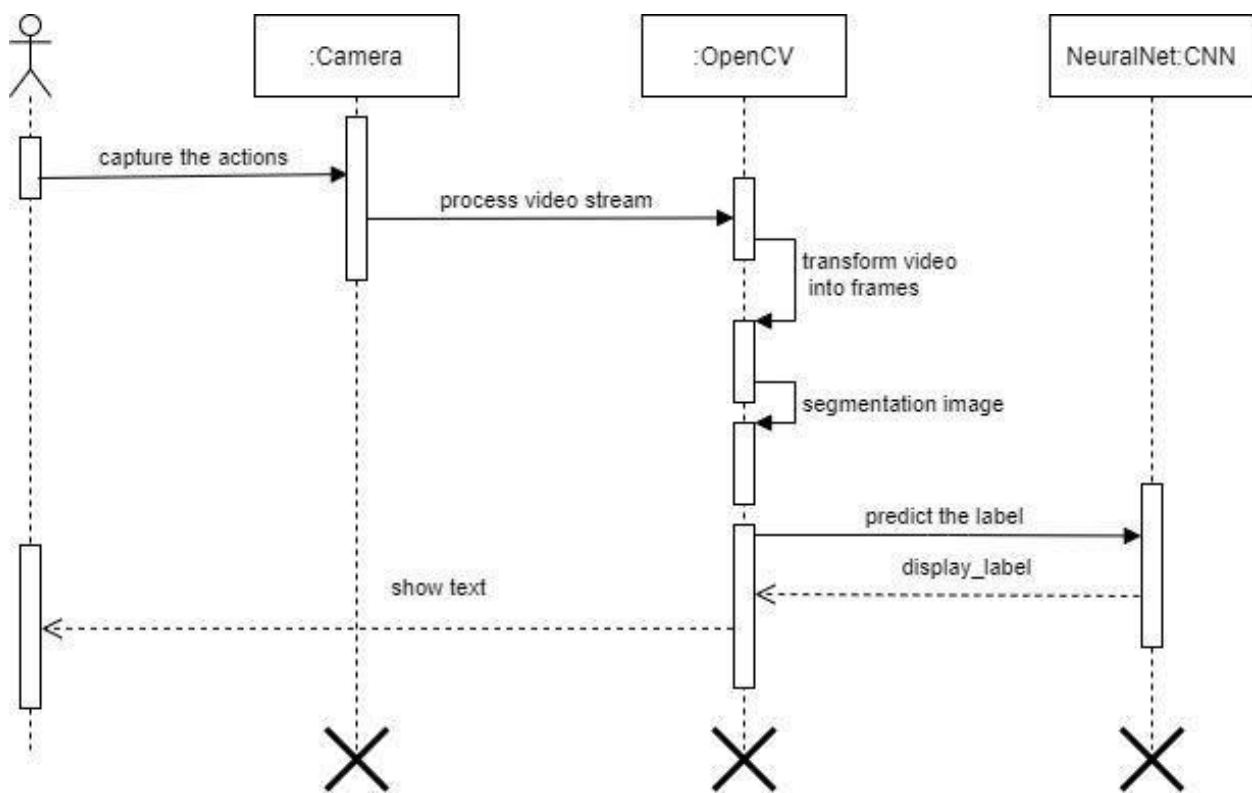 :Camera
:OpenCV
NeuralNet:CNN
capture the actions
process video stream
transform video
into frames
segmentation image
predict the label
display_label
show text